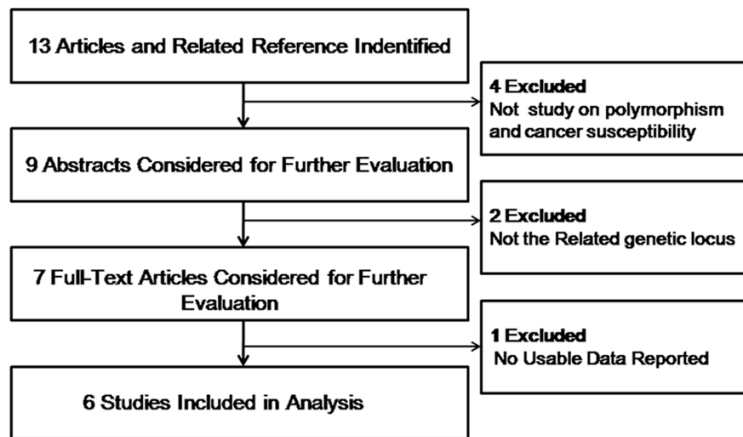 13 Articles and Related Reference Indentified
4 Excluded
Not study on polymorphism
and cancer susceptibility
9 Abstracts Considered for Further Evaluation
2 Excluded
Not the Related genetic locus
7 Full-Text Articles Considered for Further
Evaluation
1 Excluded
No Usable Data Reported
6 Studies Included in Analysis